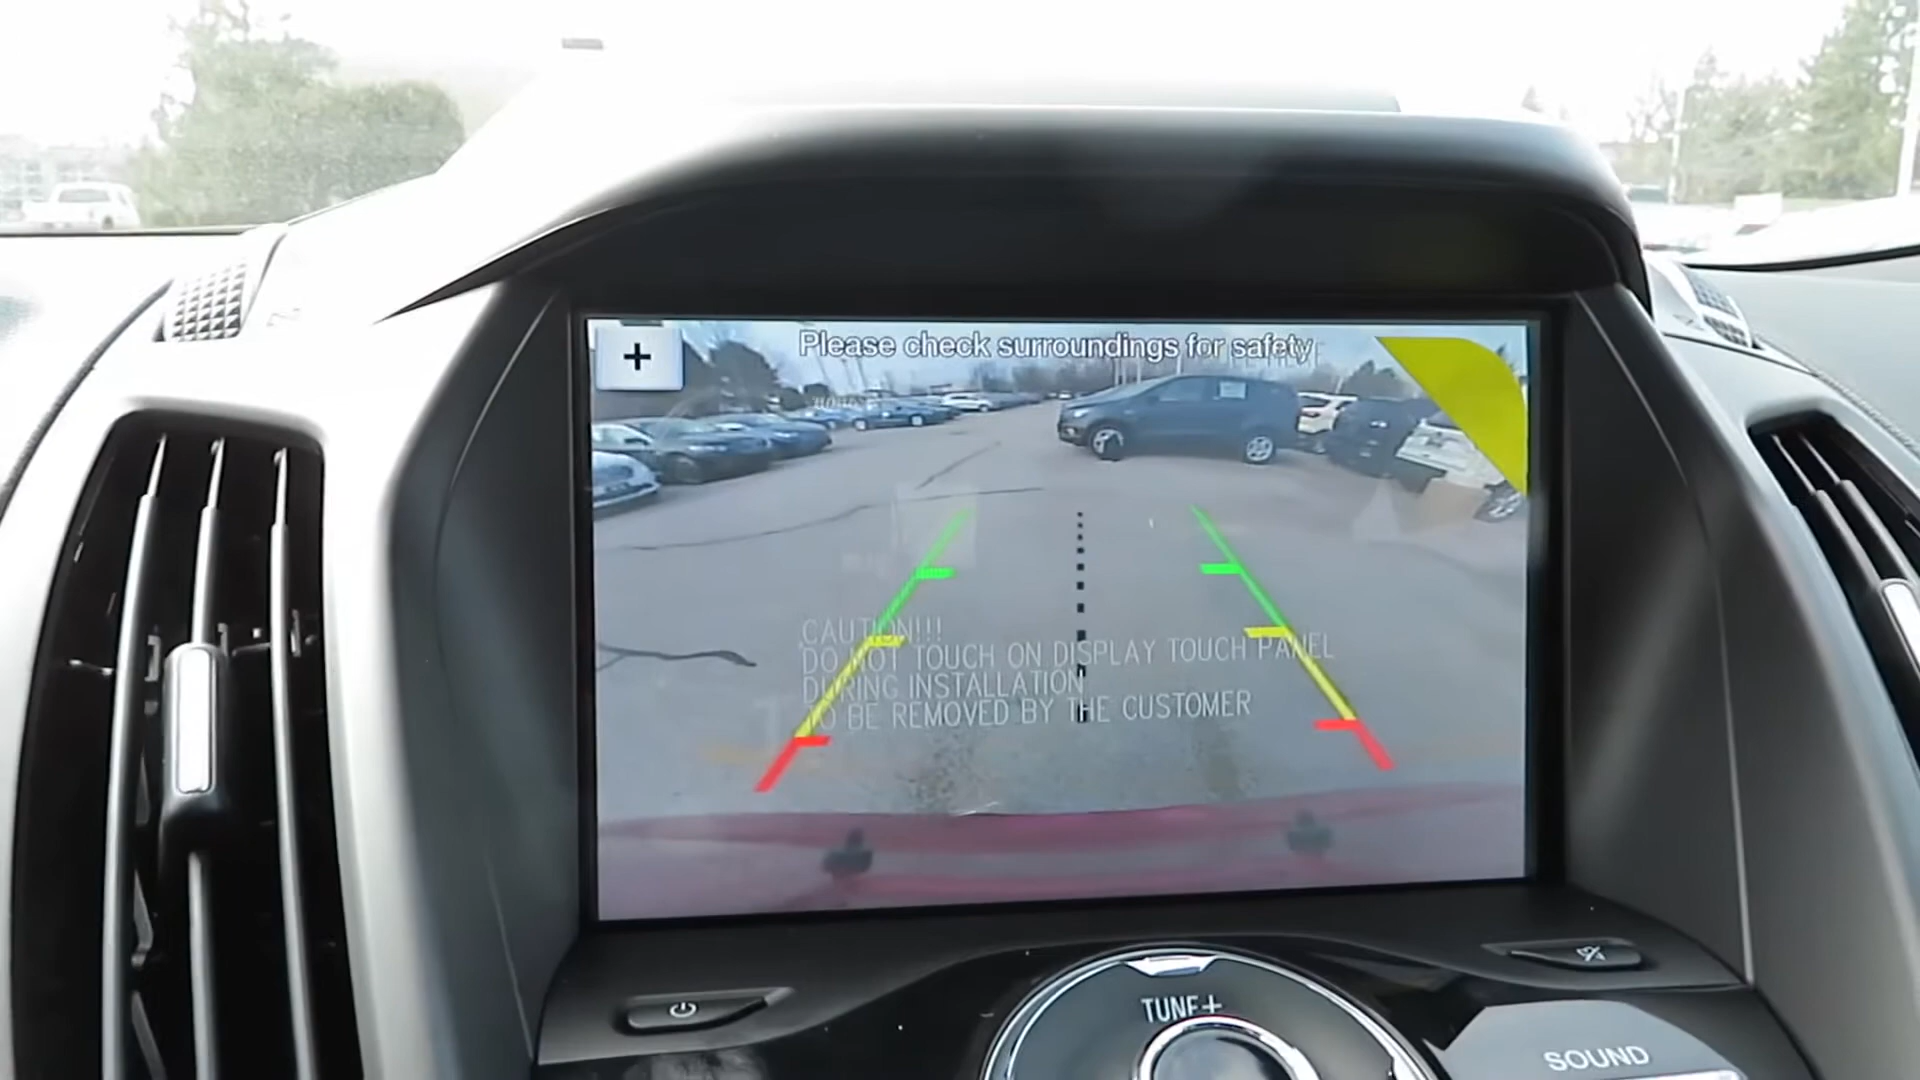 +
Please check surroundings for safety
CAUTION!!!
DO NOT TOUCH ON DISPLAY TOUCH PANEL
DURING INSTALLATION
TO BE REMOVED BY THE CUSTOMER
TUNE+
SOUND